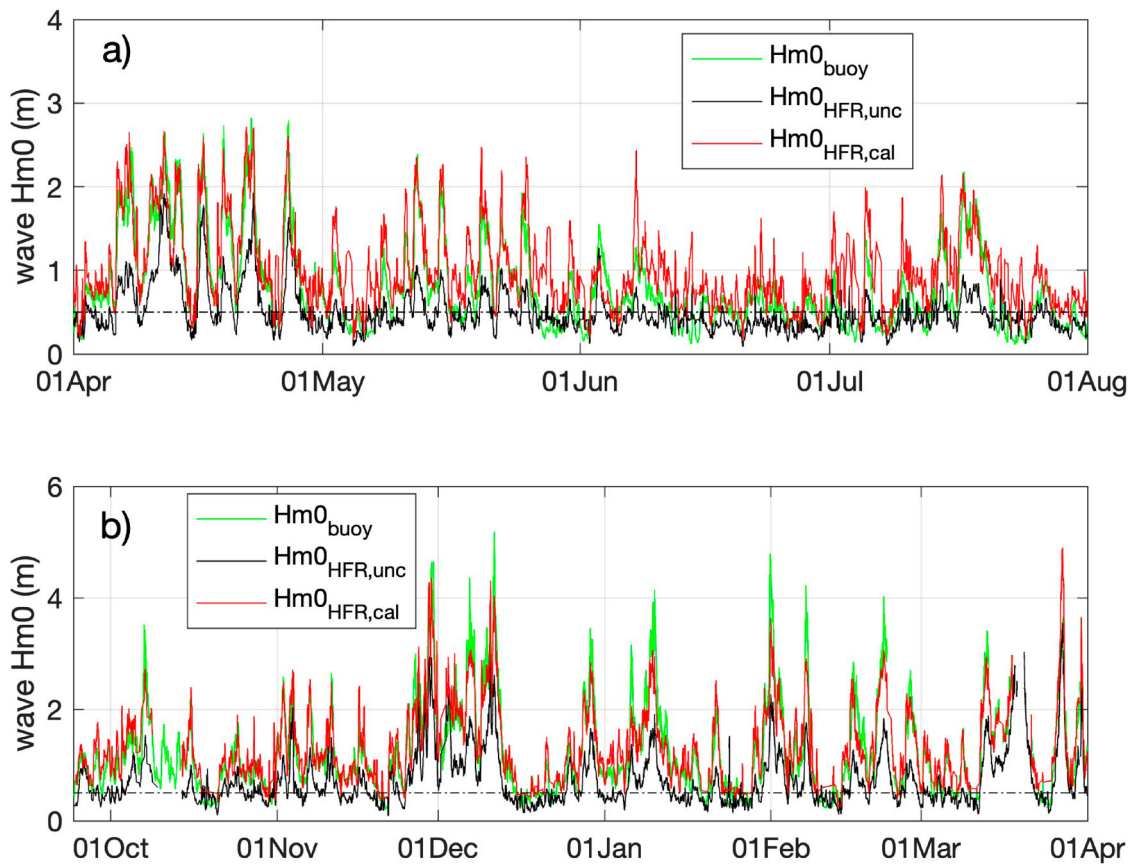 a)
wave Hm0 (m)
4
3
2
1
0
Hm0buoy
Hm0HFR,unc
Hm0HFR,cal
01Apr 01May 01Jun 01Jul 01Aug
b)
wave Hm0 (m)
6
4
2
0
Hm0buoy
Hm0HFR,unc
Hm0HFR,cal
01Oct 01Nov 01Dec 01Jan 01Feb 01Mar 01Apr